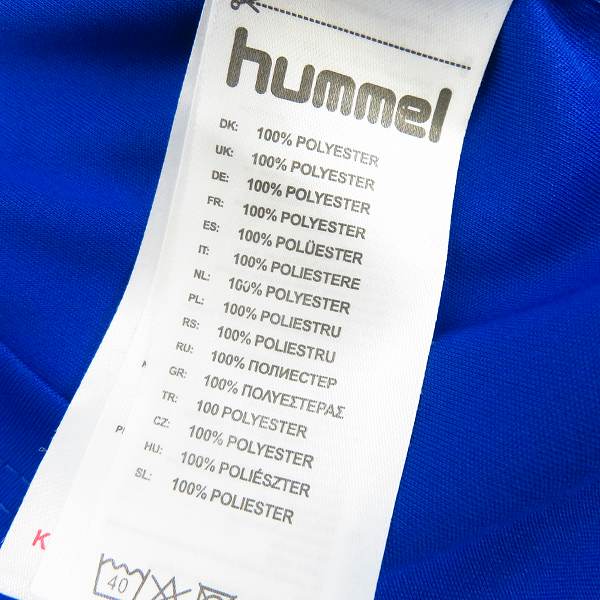 hummel
DK: 100% POLYESTER
UK: 100% POLYESTER
DE: 100% POLYESTER
FR: 100% POLYESTER
ES: 100% POLÜESTER
IT: 100% POLIESTERE
NL: 100% POLYESTER
PL: 100% POLIESTRU
RS: 100% POLIESTRU
RU: 100% ПОЛИЕСТЕР
GR: 100% ΠΟΛΥΕΣΤΕΡΑΣ
TR: 100 POLYESTER
CZ: 100% POLYESTER
HU: 100% POLIÉSZTER
SL: 100% POLIESTER
K
40